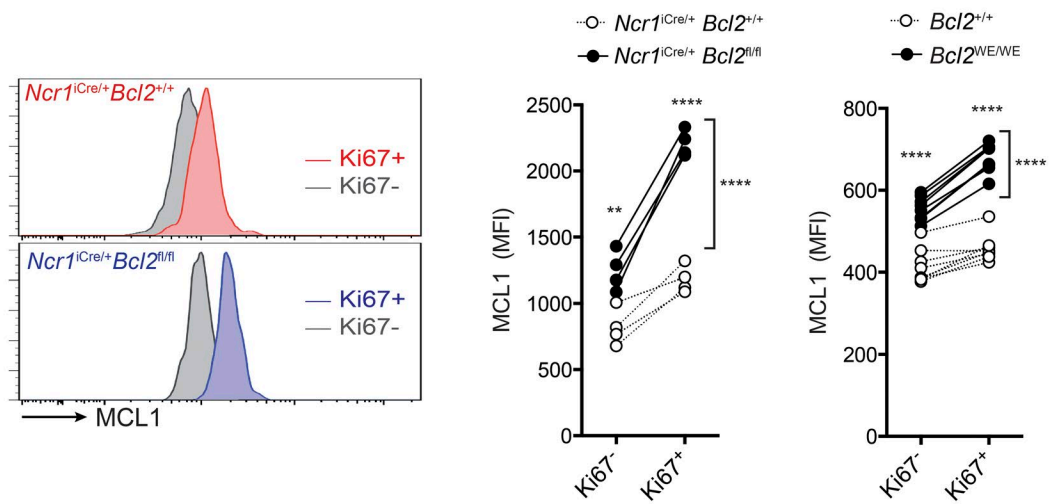 Ncr1iCre/+Bcl2+/+
Ki67+
Ki67-
Ncr1iCre/+Bcl2fl/fl
Ki67+
Ki67-
MCL1
Ncr1iCre/+ Bcl2+/+
Ncr1iCre/+ Bcl2fl/fl
MCL1 (MFI)
2500
2000
1500
1000
500
0
**
****
****
Ki67-
Ki67+
Bcl2+/+
Bcl2WE/WE
MCL1 (MFI)
800
600
400
200
0
****
****
****
Ki67-
Ki67+